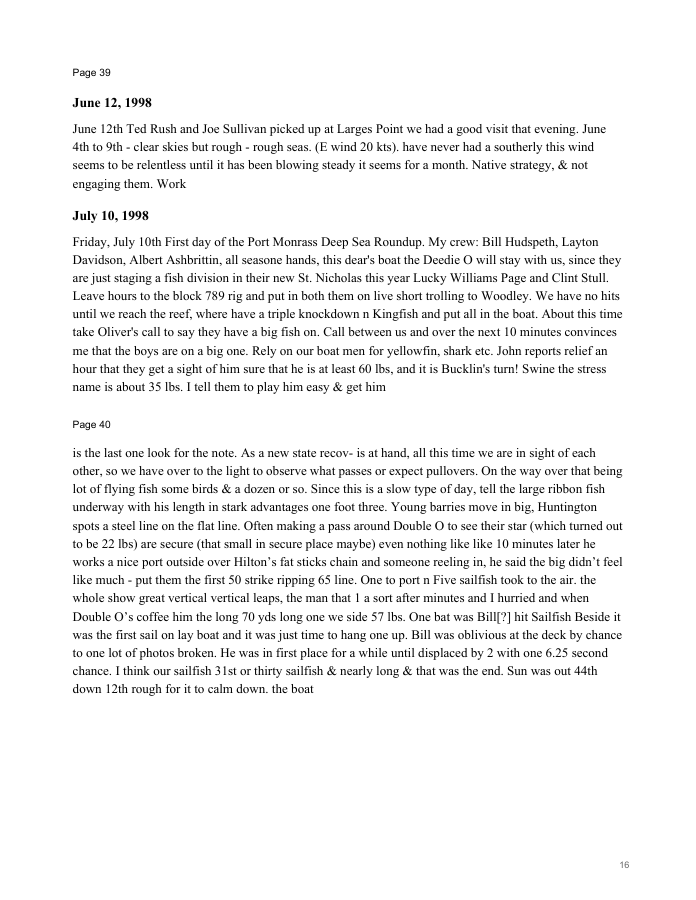 Page 39
June 12, 1998
June 12th Ted Rush and Joe Sullivan picked up at Larges Point we had a good visit that evening. June
4th to 9th - clear skies but rough - rough seas. (E wind 20 kts). have never had a southerly this wind
seems to be relentless until it has been blowing steady it seems for a month. Native strategy, & not
engaging them. Work
July 10, 1998
Friday, July 10th First day of the Port Monrass Deep Sea Roundup. My crew: Bill Hudspeth, Layton
Davidson, Albert Ashbrittin, all seasone hands, this dear's boat the Deedie O will stay with us, since they
are just staging a fish division in their new St. Nicholas this year Lucky Williams Page and Clint Stull.
Leave hours to the block 789 rig and put in both them on live short trolling to Woodley. We have no hits
until we reach the reef, where have a triple knockdown n Kingfish and put all in the boat. About this time
take Oliver's call to say they have a big fish on. Call between us and over the next 10 minutes convinces
me that the boys are on a big one. Rely on our boat men for yellowfin, shark etc. John reports relief an
hour that they get a sight of him sure that he is at least 60 lbs, and it is Bucklin's turn! Swine the stress
name is about 35 lbs. I tell them to play him easy & get him
Page 40
is the last one look for the note. As a new state recov- is at hand, all this time we are in sight of each
other, so we have over to the light to observe what passes or expect pullovers. On the way over that being
lot of flying fish some birds & a dozen or so. Since this is a slow type of day, tell the large ribbon fish
underway with his length in stark advantages one foot three. Young barries move in big, Huntington
spots a steel line on the flat line. Often making a pass around Double O to see their star (which turned out
to be 22 lbs) are secure (that small in secure place maybe) even nothing like like 10 minutes later he
works a nice port outside over Hilton’s fat sticks chain and someone reeling in, he said the big didn’t feel
like much - put them the first 50 strike ripping 65 line. One to port n Five sailfish took to the air. the
whole show great vertical vertical leaps, the man that 1 a sort after minutes and I hurried and when
Double O’s coffee him the long 70 yds long one we side 57 lbs. One bat was Bill[?] hit Sailfish Beside it
was the first sail on lay boat and it was just time to hang one up. Bill was oblivious at the deck by chance
to one lot of photos broken. He was in first place for a while until displaced by 2 with one 6.25 second
chance. I think our sailfish 31st or thirty sailfish & nearly long & that was the end. Sun was out 44th
down 12th rough for it to calm down. the boat
16